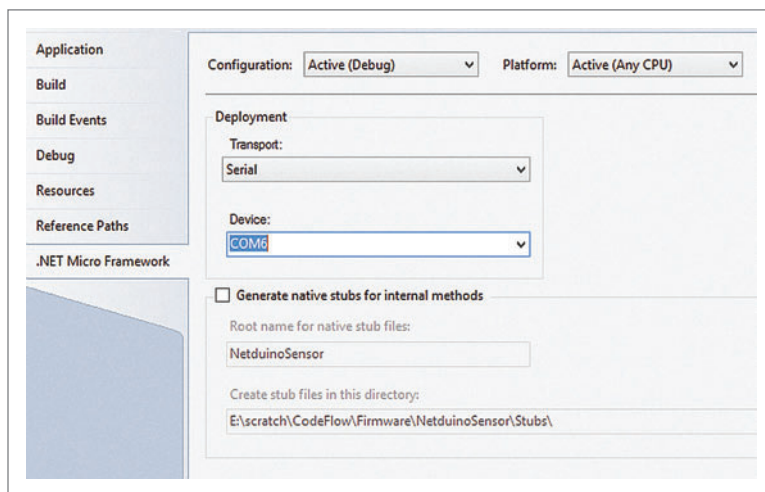 Application
Build
Build Events
Debug
Resources
Reference Paths
.NET Micro Framework
Configuration: Active (Debug) Platform: Active (Any CPU)
Deployment
Transport:
Serial
Device:
COM6
Generate native stubs for internal methods
Root name for native stub files:
NetduinoSensor
Create stub files in this directory:
E:\scratch\CodeFlow\Firmware\NetduinoSensor\Stubs\